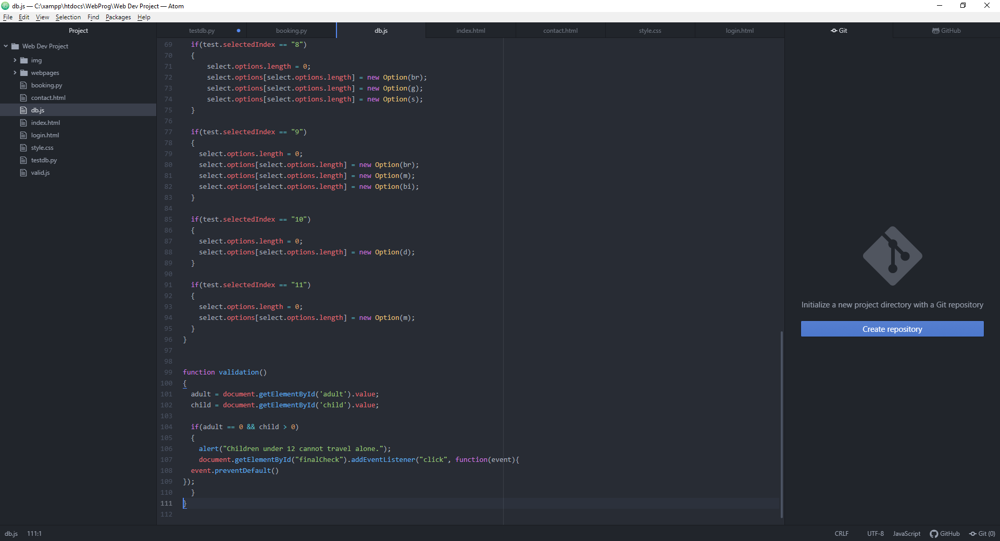 db.js — C:\xampp\htdocs\WebProg\Web Dev Project — Atom
File Edit View Selection Find Packages Help
Project
Web Dev Project
img
webpages
booking.py
contact.html
db.js
index.html
login.html
style.css
testdb.py
valid.js
testdb.py booking.py db.js index.html contact.html style.css login.html
69 if(test.selectedIndex == "8")
70 {
71 select.options.length = 0;
72 select.options[select.options.length] = new Option(br);
73 select.options[select.options.length] = new Option(g);
74 select.options[select.options.length] = new Option(s);
75 }
76
77 if(test.selectedIndex == "9")
78 {
79 select.options.length = 0;
80 select.options[select.options.length] = new Option(br);
81 select.options[select.options.length] = new Option(m);
82 select.options[select.options.length] = new Option(bi);
83 }
84
85 if(test.selectedIndex == "10")
86 {
87 select.options.length = 0;
88 select.options[select.options.length] = new Option(d);
89 }
90
91 if(test.selectedIndex == "11")
92 {
93 select.options.length = 0;
94 select.options[select.options.length] = new Option(m);
95 }
96 }
97
98
99 function validation()
100 {
101 adult = document.getElementById('adult').value;
102 child = document.getElementById('child').value;
103
104 if(adult == 0 && child > 0)
105 {
106 alert("Children under 12 cannot travel alone.");
107 document.getElementById("finalCheck").addEventListener("click", function(event){
108 event.preventDefault()
109 });
110 }
111 }
112
Git GitHub
Initialize a new project directory with a Git repository
Create repository
db.js 111:1 CRLF UTF-8 JavaScript GitHub Git (0)